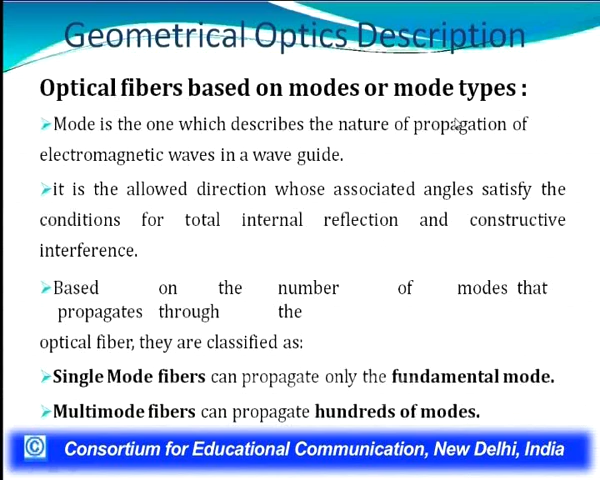 Geometrical Optics Description
Optical fibers based on modes or mode types :
➢Mode is the one which describes the nature of propagation of
electromagnetic waves in a wave guide.
➢it is the allowed direction whose associated angles satisfy the
conditions for total internal reflection and constructive
interference.
➢Based on the number of modes that
propagates through the
optical fiber, they are classified as:
➢Single Mode fibers can propagate only the fundamental mode.
➢Multimode fibers can propagate hundreds of modes.
© Consortium for Educational Communication, New Delhi, India